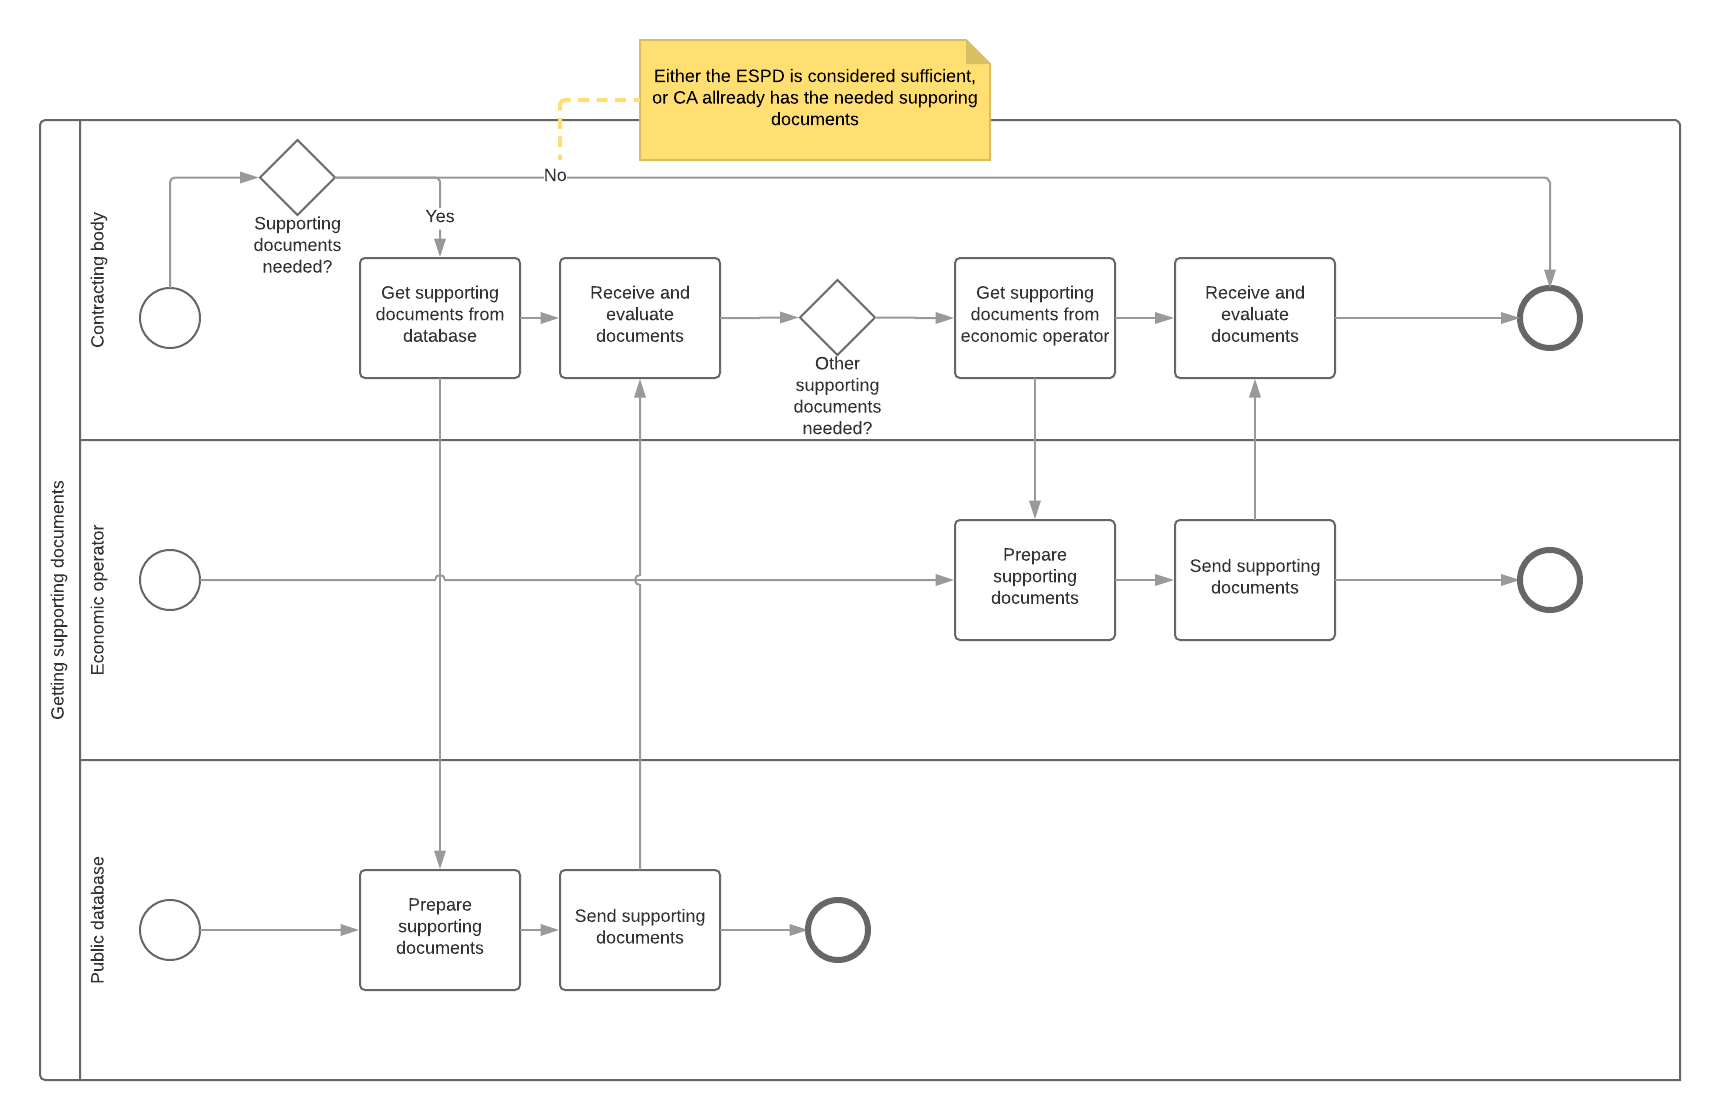 Either the ESPD is considered sufficient,
or CA allready has the needed supporing
documents
Getting supporting documents
Contracting body
Supporting
documents
needed?
No
Yes
Get supporting
documents from
database
Receive and
evaluate
documents
Other
supporting
documents
needed?
Get supporting
documents from
economic operator
Receive and
evaluate
documents
Economic operator
Prepare
supporting
documents
Send supporting
documents
Public database
Prepare
supporting
documents
Send supporting
documents